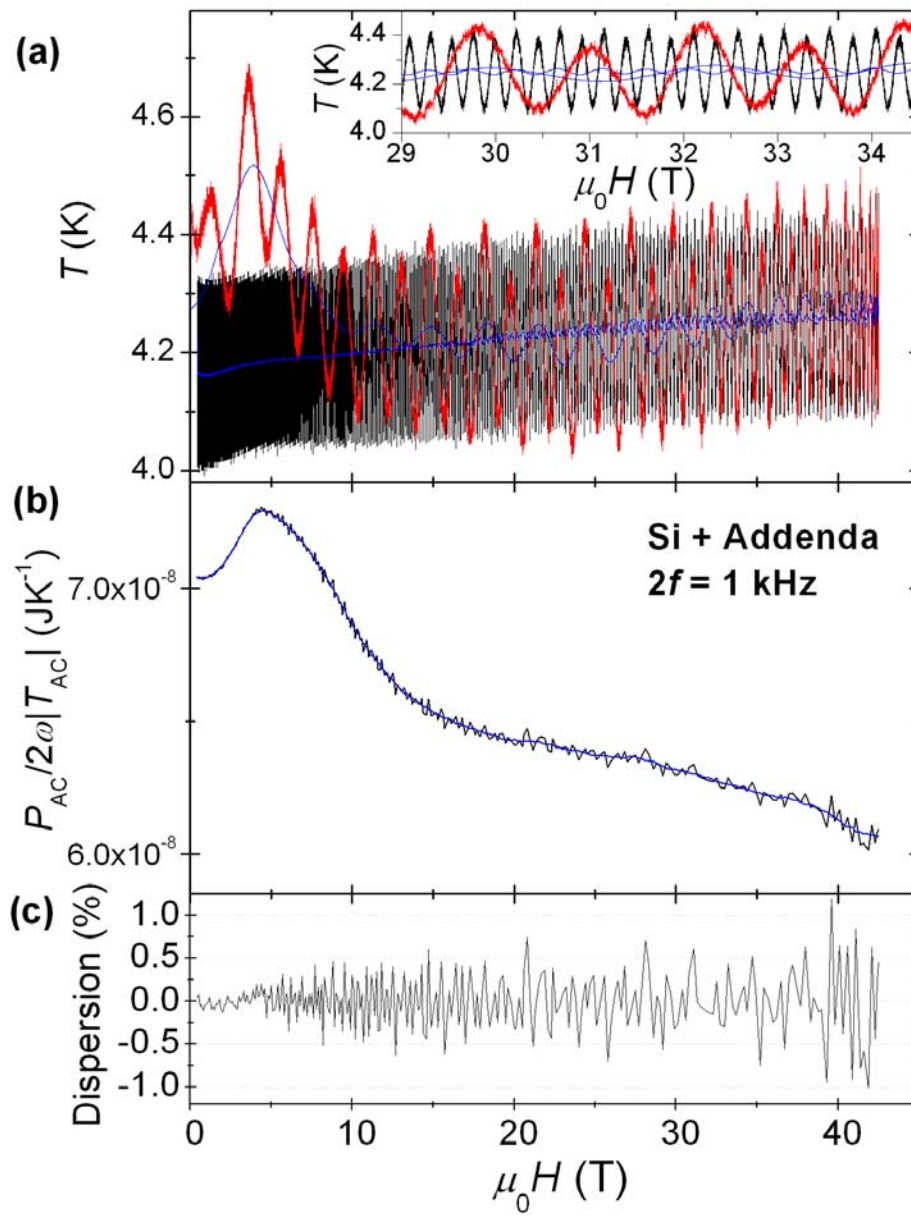 (a)
T (K)
4.6
4.4
4.2
4.0
T (K)
4.4
4.2
4.0
29 30 31 32 33 34
μ₀H (T)
(b)
P_AC/2ω|T_AC| (JK⁻¹)
7.0x10⁻⁸
6.0x10⁻⁸
Si + Addenda
2f = 1 kHz
(c)
Dispersion (%)
1.0
0.5
0.0
-0.5
-1.0
0 10 20 30 40
μ₀H (T)